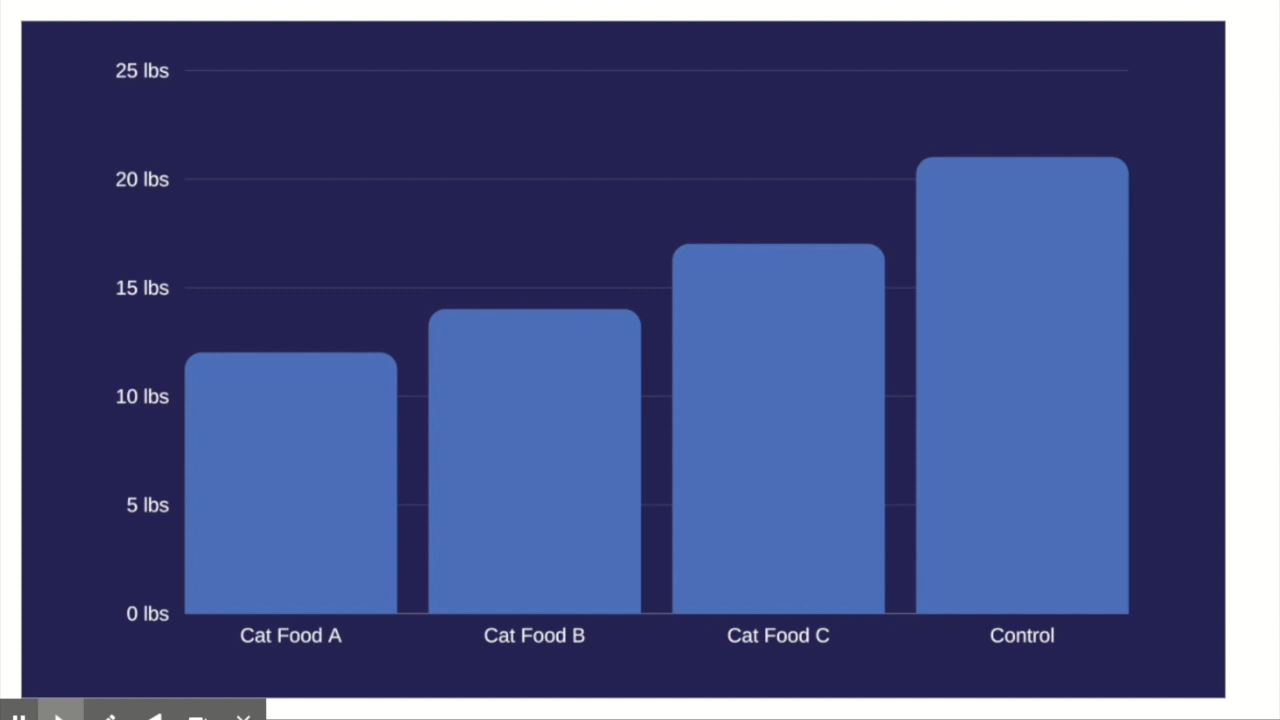 25 lbs
20 lbs
15 lbs
10 lbs
5 lbs
0 lbs
Cat Food A
Cat Food B
Cat Food C
Control